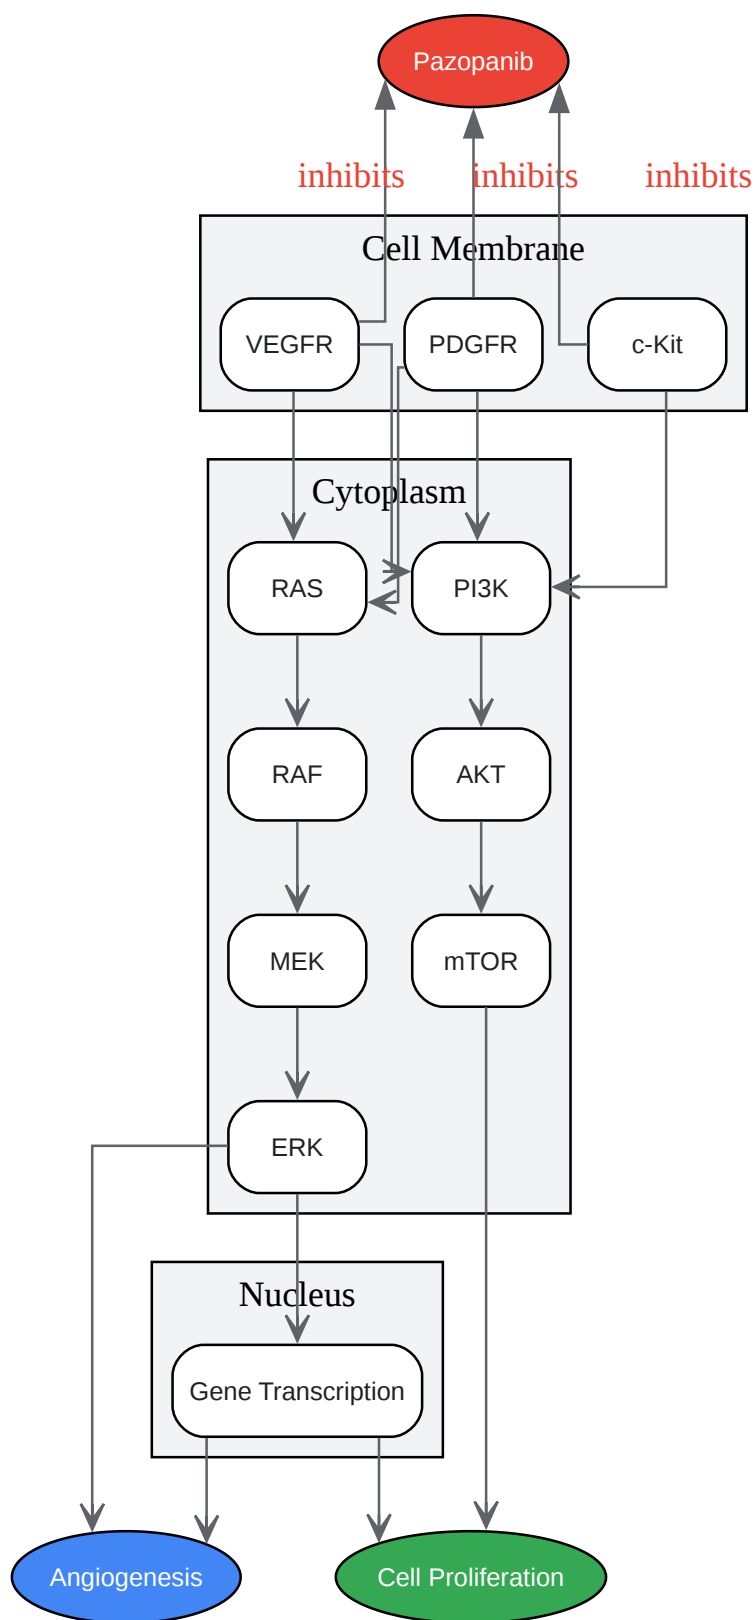 Pazopanib
inhibits
inhibits
inhibits
Cell Membrane
VEGFR
PDGFR
c-Kit
Cytoplasm
RAS
PI3K
RAF
AKT
MEK
mTOR
ERK
Nucleus
Gene Transcription
Angiogenesis
Cell Proliferation